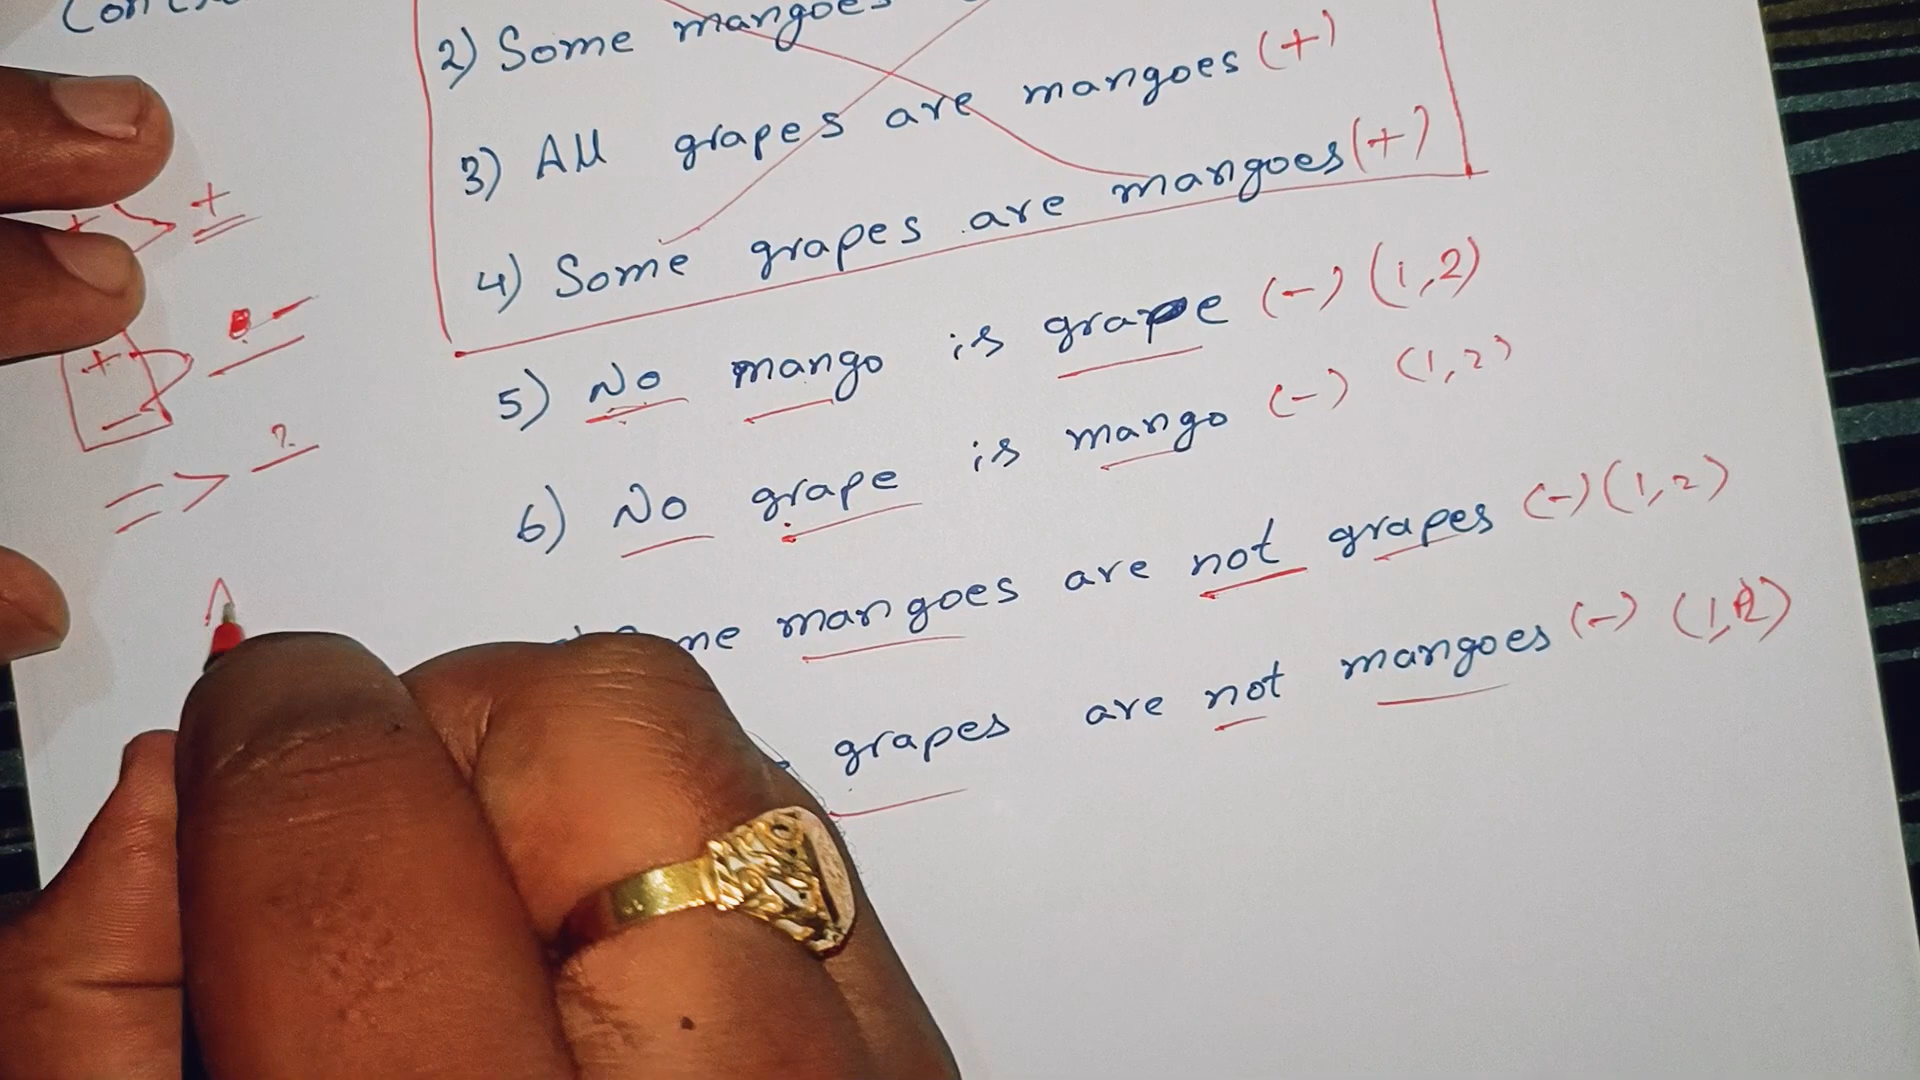 2) Some mangoes
3) All grapes are mangoes (+)
4) Some grapes are mangoes (+)
5) No mango is grape (-) (1,2)
6) No grape is mango (-) (1,2)
mangoes are not grapes (-) (1,2)
grapes are not mangoes (-) (1,2)
+ +
+ -
-
=> ?